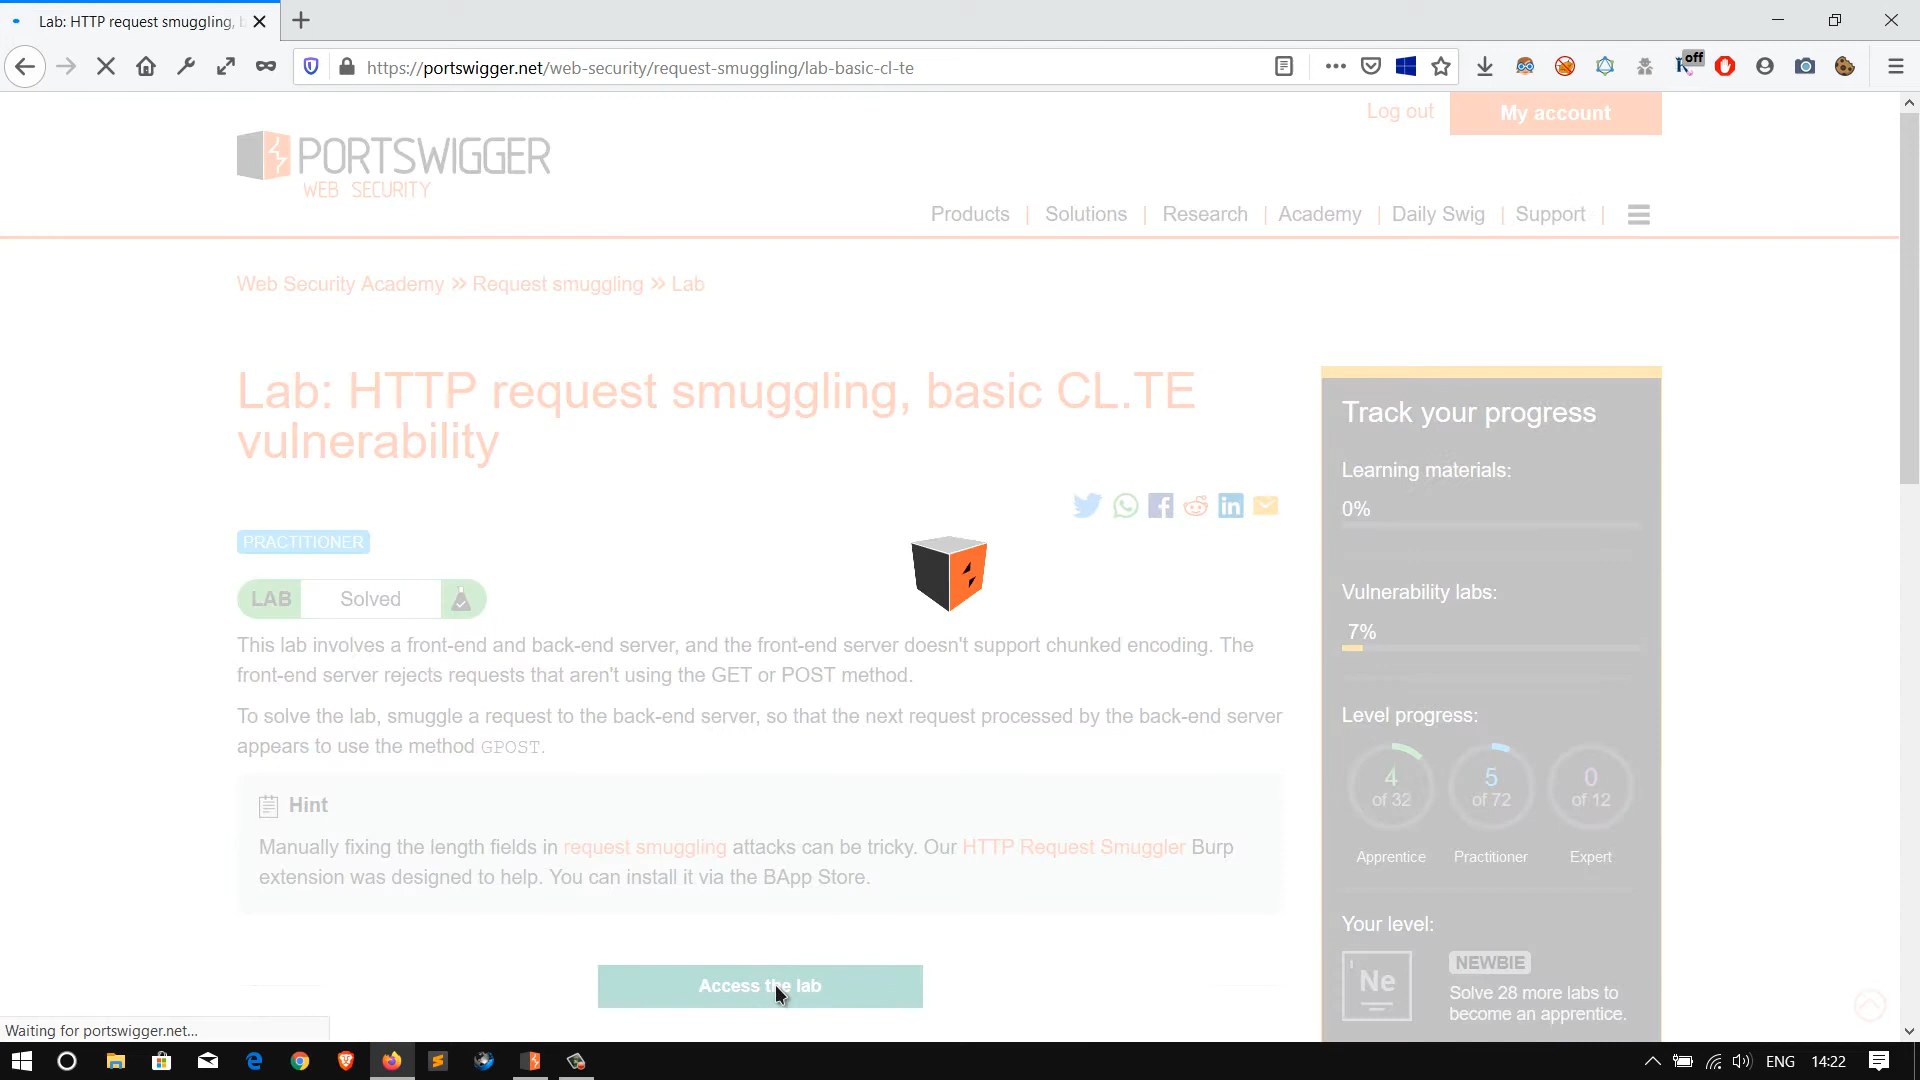 Lab: HTTP request smuggling, b
https://portswigger.net/web-security/request-smuggling/lab-basic-cl-te
off
Log out
My account
PORTSWIGGER
WEB SECURITY
Products | Solutions | Research | Academy | Daily Swig | Support |
Web Security Academy » Request smuggling » Lab
Lab: HTTP request smuggling, basic CL.TE
vulnerability
PRACTITIONER
LAB Solved
This lab involves a front-end and back-end server, and the front-end server doesn't support chunked encoding. The
front-end server rejects requests that aren't using the GET or POST method.
To solve the lab, smuggle a request to the back-end server, so that the next request processed by the back-end server
appears to use the method GPOST.
Hint
Manually fixing the length fields in request smuggling attacks can be tricky. Our HTTP Request Smuggler Burp
extension was designed to help. You can install it via the BApp Store.
Access the lab
Track your progress
Learning materials:
0%
Vulnerability labs:
7%
Level progress:
4
of 32
5
of 72
0
of 12
Apprentice
Practitioner
Expert
Your level:
Ne
NEWBIE
Solve 28 more labs to
become an apprentice.
Waiting for portswigger.net...
ENG
14:22